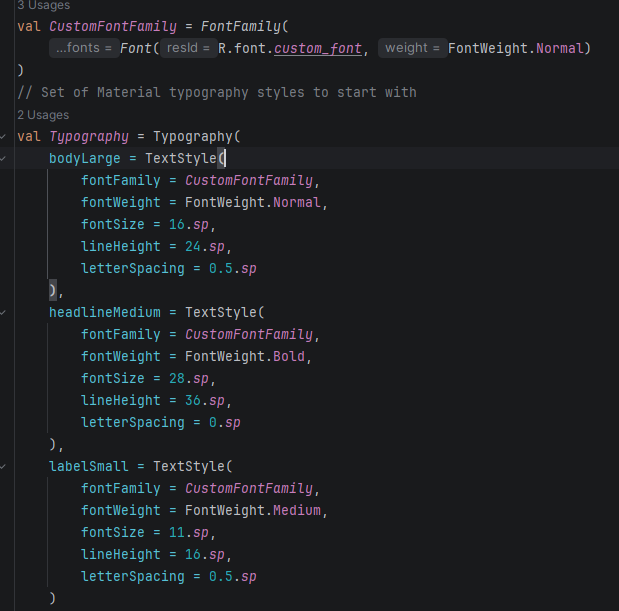 3 Usages
val CustomFontFamily = FontFamily(
    ...fonts = Font( resId = R.font.custom_font, weight = FontWeight.Normal)
)
// Set of Material typography styles to start with
2 Usages
val Typography = Typography(
    bodyLarge = TextStyle(
        fontFamily = CustomFontFamily,
        fontWeight = FontWeight.Normal,
        fontSize = 16.sp,
        lineHeight = 24.sp,
        letterSpacing = 0.5.sp
    ),
    headlineMedium = TextStyle(
        fontFamily = CustomFontFamily,
        fontWeight = FontWeight.Bold,
        fontSize = 28.sp,
        lineHeight = 36.sp,
        letterSpacing = 0.sp
    ),
    labelSmall = TextStyle(
        fontFamily = CustomFontFamily,
        fontWeight = FontWeight.Medium,
        fontSize = 11.sp,
        lineHeight = 16.sp,
        letterSpacing = 0.5.sp
    )